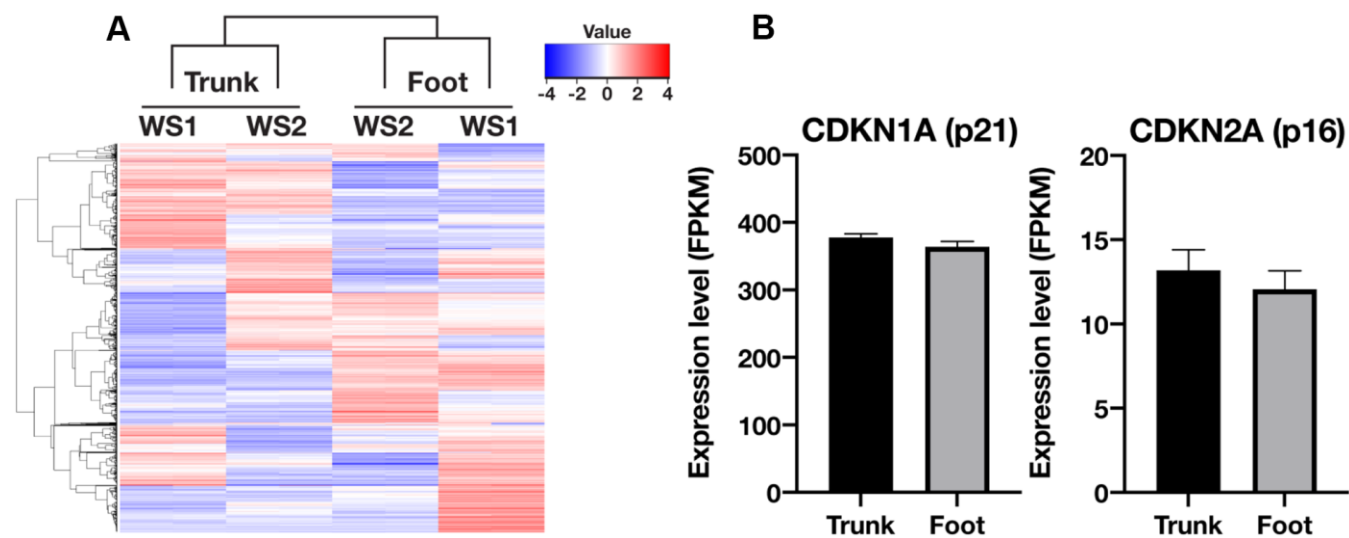 A
Trunk
Foot
WS1 WS2 WS2 WS1
Value
-4 -2 0 2 4
B
CDKN1A (p21)
Expression level (FPKM)
500
400
300
200
100
0
Trunk Foot
CDKN2A (p16)
Expression level (FPKM)
20
15
10
5
0
Trunk Foot